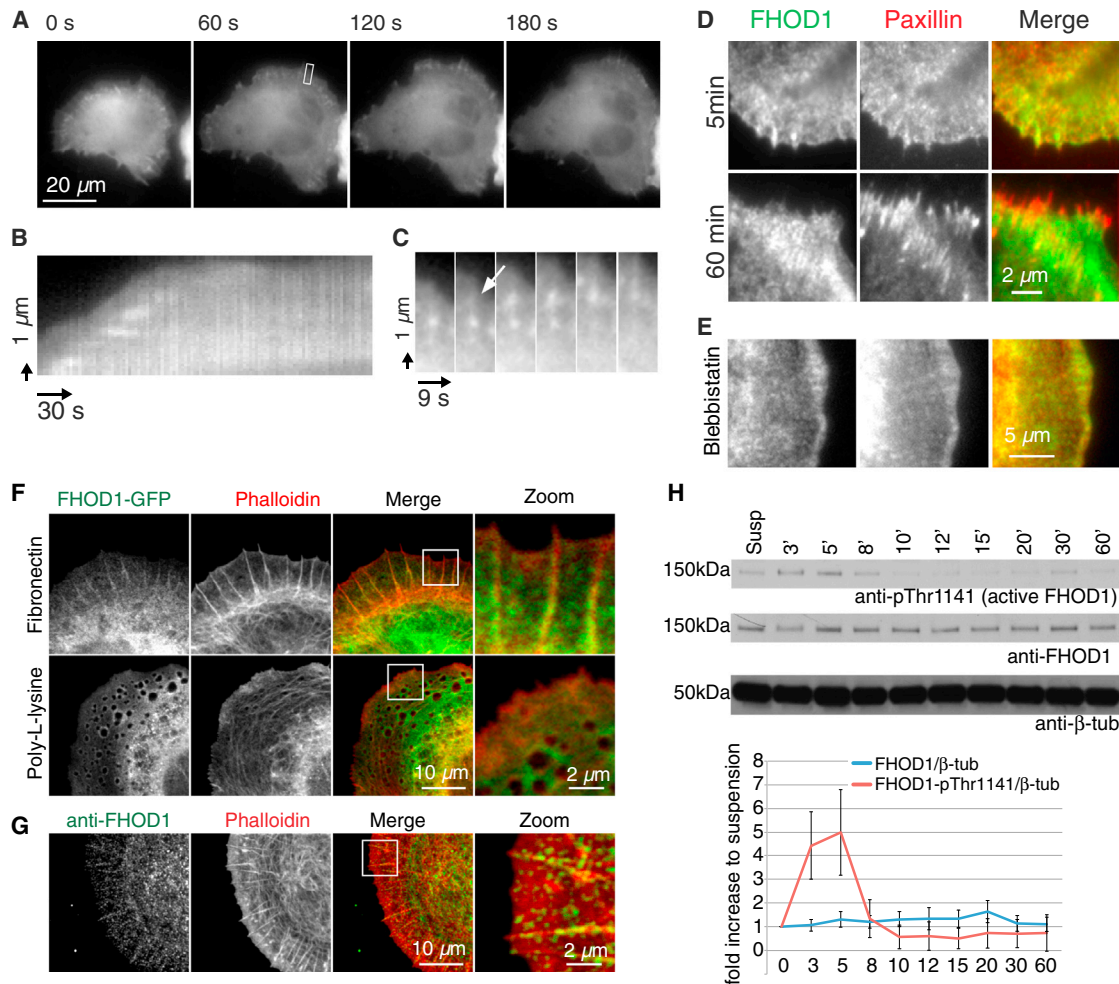 A
0 s 60 s 120 s 180 s
20 µm
B
1 µm
30 s
C
1 µm
9 s
D
FHOD1 Paxillin Merge
5min
60 min
2 µm
E
Blebbistatin
5 µm
F
FHOD1-GFP Phalloidin Merge Zoom
Fibronectin
Poly-L-lysine
10 µm 2 µm
G
anti-FHOD1 Phalloidin Merge Zoom
10 µm 2 µm
H
Susp 3' 5' 8' 10' 12' 15' 20' 30' 60'
150kDa
anti-pThr1141 (active FHOD1)
150kDa
anti-FHOD1
50kDa
anti-β-tub
FHOD1/β-tub
FHOD1-pThr1141/β-tub
fold increase to suspension
8
7
6
5
4
3
2
1
0
0 3 5 8 10 12 15 20 30 60